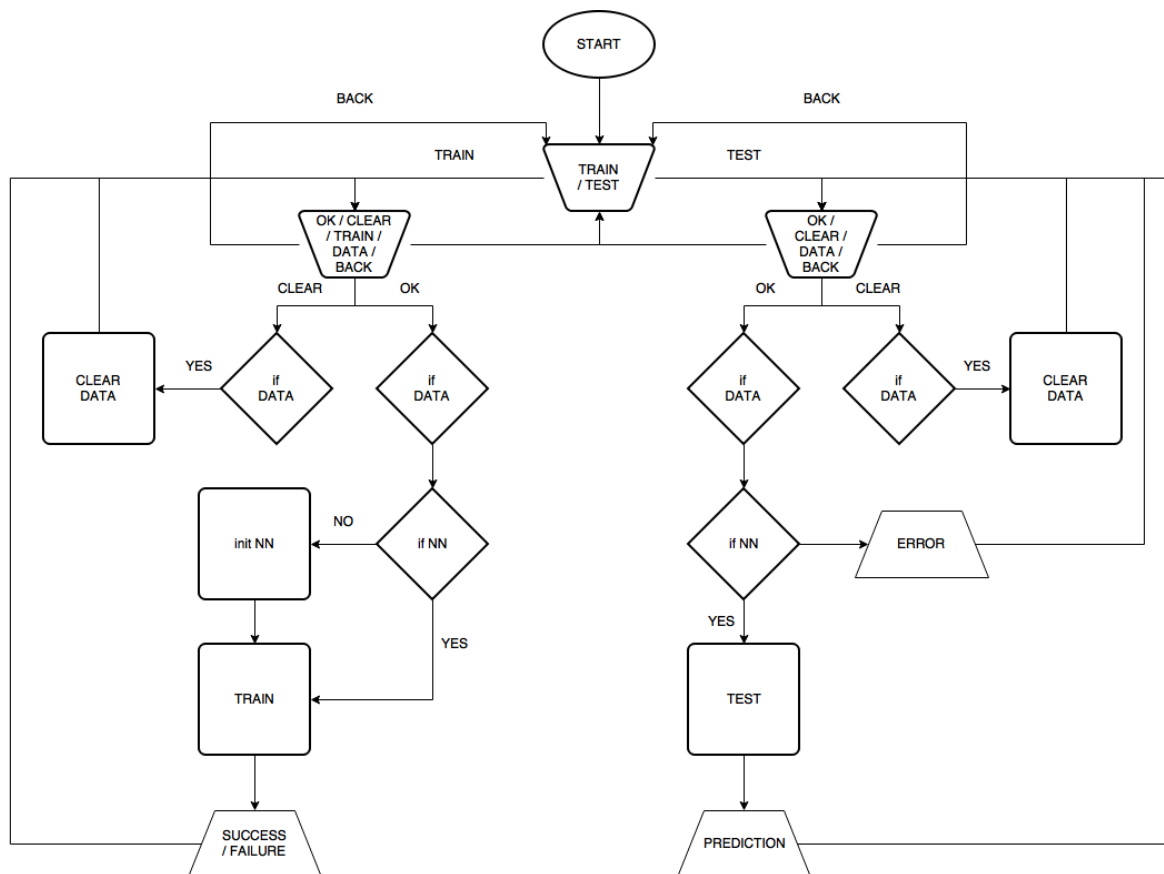 START
BACK
BACK
TRAIN
TEST
TRAIN
/ TEST
OK / CLEAR
/ TRAIN /
DATA /
BACK
OK /
CLEAR /
DATA /
BACK
CLEAR
OK
OK
CLEAR
CLEAR
DATA
YES
if
DATA
if
DATA
if
DATA
if
DATA
YES
CLEAR
DATA
init NN
NO
if NN
if NN
ERROR
YES
YES
TRAIN
TEST
SUCCESS
/ FAILURE
PREDICTION